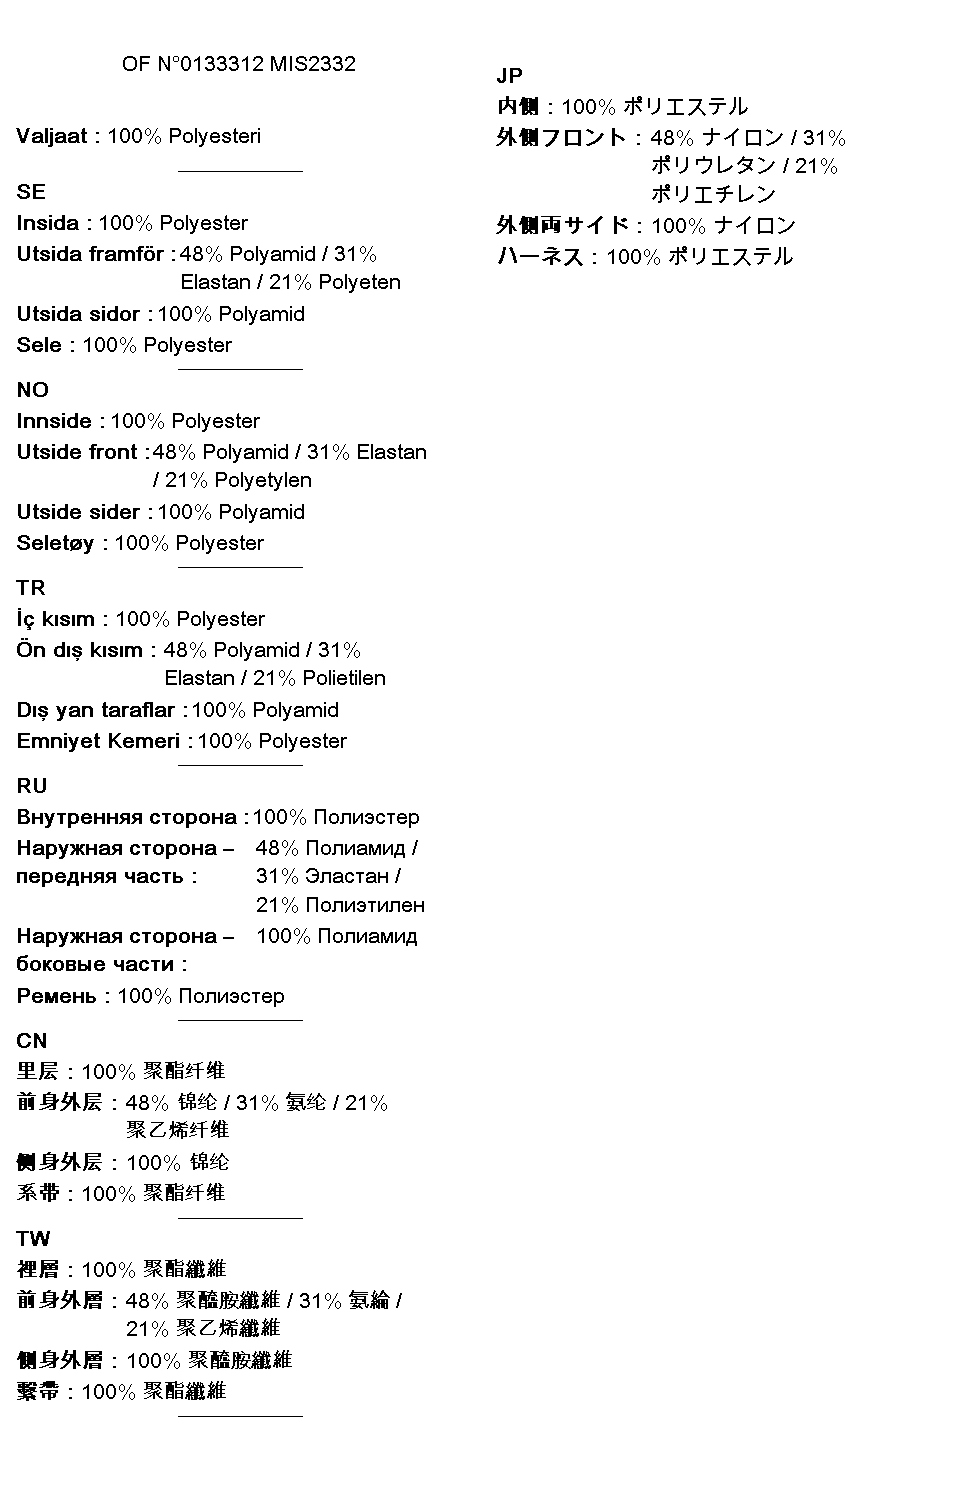 OF N°0133312 MIS2332
Valjaat : 100% Polyesteri
SE
Insida : 100% Polyester
Utsida framför : 48% Polyamid / 31%
Elastan / 21% Polyeten
Utsida sidor : 100% Polyamid
Sele : 100% Polyester
NO
Innside : 100% Polyester
Utside front : 48% Polyamid / 31% Elastan
/ 21% Polyetylen
Utside sider : 100% Polyamid
Seletøy : 100% Polyester
TR
İç kısım : 100% Polyester
Ön dış kısım : 48% Polyamid / 31%
Elastan / 21% Polietilen
Dış yan taraflar : 100% Polyamid
Emniyet Kemeri : 100% Polyester
RU
Внутренняя сторона : 100% Полиэстер
Наружная сторона – 48% Полиамид /
передняя часть : 31% Эластан /
21% Полиэтилен
Наружная сторона – 100% Полиамид
боковые части :
Ремень : 100% Полиэстер
CN
里层 : 100% 聚酯纤维
前身外层 : 48% 锦纶 / 31% 氨纶 / 21%
聚乙烯纤维
侧身外层 : 100% 锦纶
系带 : 100% 聚酯纤维
TW
裡層 : 100% 聚酯纖維
前身外層 : 48% 聚醯胺纖維 / 31% 氨綸 /
21% 聚乙烯纖維
側身外層 : 100% 聚醯胺纖維
繫帶 : 100% 聚酯纖維
JP
内側 : 100% ポリエステル
外側フロント : 48% ナイロン / 31%
ポリウレタン / 21%
ポリエチレン
外側両サイド : 100% ナイロン
ハーネス : 100% ポリエステル